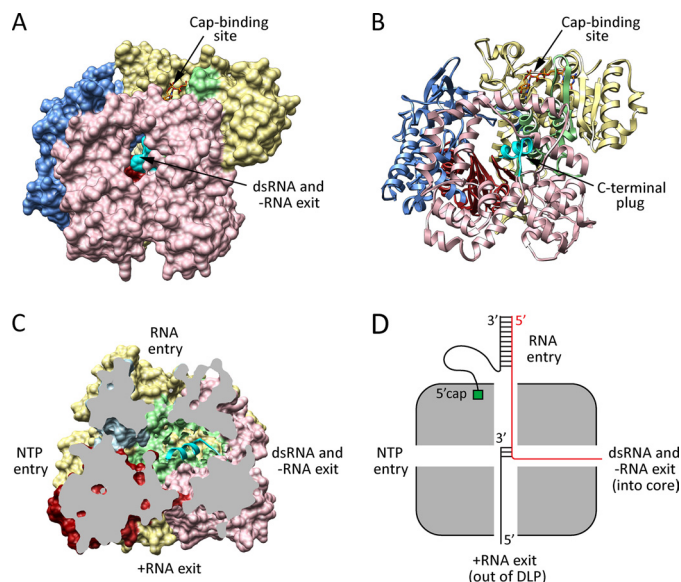 A
Cap-binding
site
dsRNA and
-RNA exit
B
Cap-binding
site
C-terminal
plug
C
RNA
entry
NTP
entry
dsRNA and
-RNA exit
+RNA exit
D
3’
5’
RNA
entry
5’cap
3’
NTP
entry
dsRNA and
-RNA exit
(into core)
5’
+RNA exit
(out of DLP)